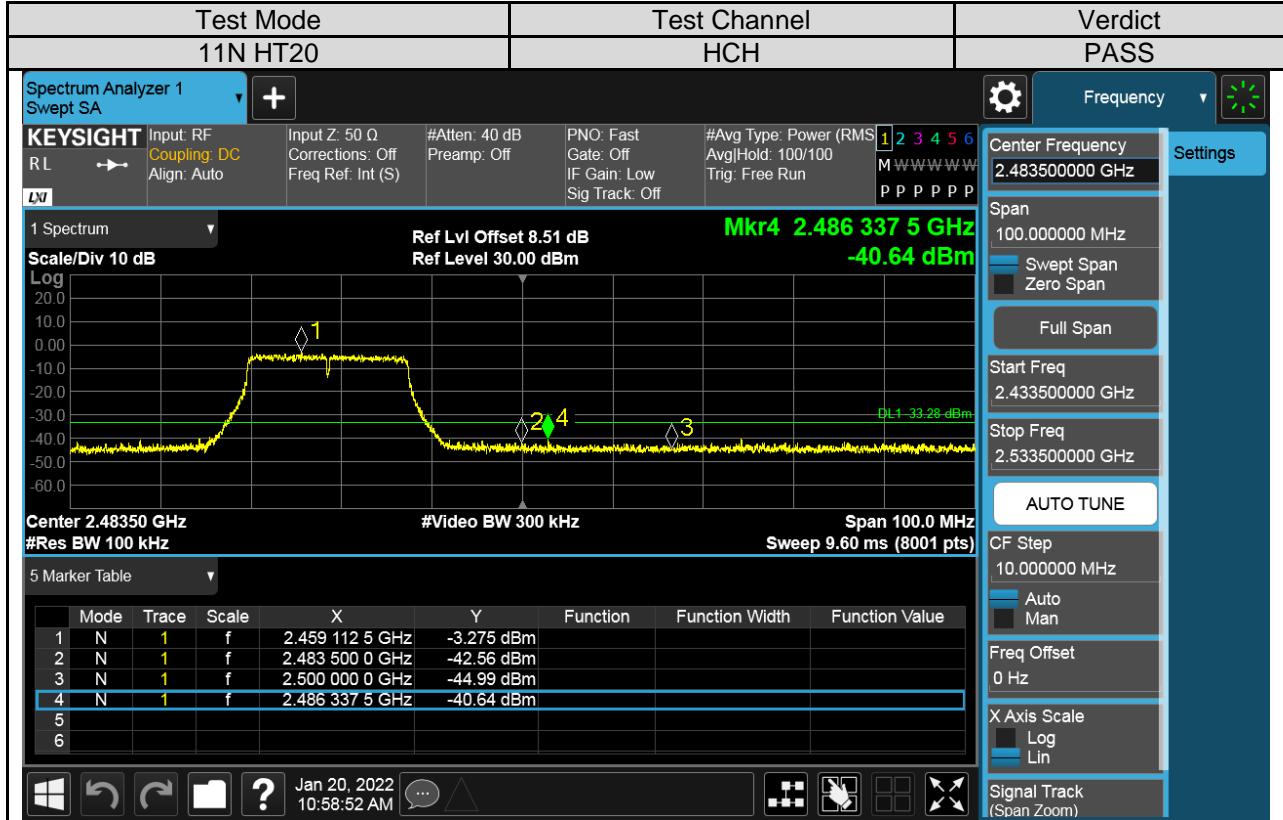 Test Mode Test Channel Verdict
11N HT20 HCH PASS
Spectrum Analyzer 1
Swept SA
Frequency
KEYSIGHT Input: RF Input Z: 50 Ω #Atten: 40 dB PNO: Fast #Avg Type: Power (RMS 1 2 3 4 5 6
RL Coupling: DC Corrections: Off Preamp: Off Gate: Off Avg|Hold: 100/100 M W W W W W
Align: Auto Freq Ref: Int (S) IF Gain: Low Trig: Free Run
LXI Sig Track: Off P P P P P P
1 Spectrum Ref Lvl Offset 8.51 dB Mkr4 2.486 337 5 GHz
Scale/Div 10 dB Ref Level 30.00 dBm -40.64 dBm
Log
20.0
10.0
0.00
-10.0
-20.0
-30.0
-40.0
-50.0
-60.0
1
2 4
3
DL1 -33.28 dBm
Center 2.48350 GHz #Video BW 300 kHz Span 100.0 MHz
#Res BW 100 kHz Sweep 9.60 ms (8001 pts)
5 Marker Table
Mode Trace Scale X Y Function Function Width Function Value
1 N 1 f 2.459 112 5 GHz -3.275 dBm
2 N 1 f 2.483 500 0 GHz -42.56 dBm
3 N 1 f 2.500 000 0 GHz -44.99 dBm
4 N 1 f 2.486 337 5 GHz -40.64 dBm
5
6
?
Jan 20, 2022
10:58:52 AM
Center Frequency
2.483500000 GHz
Settings
Span
100.000000 MHz
Swept Span
Zero Span
Full Span
Start Freq
2.433500000 GHz
Stop Freq
2.533500000 GHz
AUTO TUNE
CF Step
10.000000 MHz
Auto
Man
Freq Offset
0 Hz
X Axis Scale
Log
Lin
Signal Track
(Span Zoom)